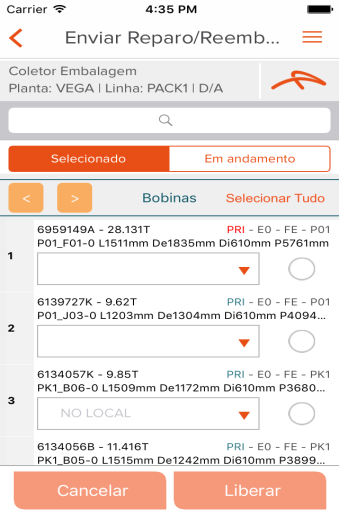 Carrier 4:35 PM
Enviar Reparo/Reemb...
Coletor Embalagem
Planta: VEGA | Linha: PACK1 | D/A
Selecionado Em andamento
< > Bobinas Selecionar Tudo
6959149A - 28.131T PRI - E0 - FE - P01
P01_F01-0 L1511mm De1835mm Di610mm P5761mm
1
6139727K - 9.62T PRI - E0 - FE - P01
P01_J03-0 L1203mm De1304mm Di610mm P4094...
2
6134057K - 9.85T PRI - E0 - FE - PK1
PK1_B06-0 L1509mm De1172mm Di610mm P3680...
3 NO LOCAL
6134056B - 11.416T PRI - E0 - FE - PK1
PK1_B05-0 L1515mm De1242mm Di610mm P3899...
Cancelar Liberar